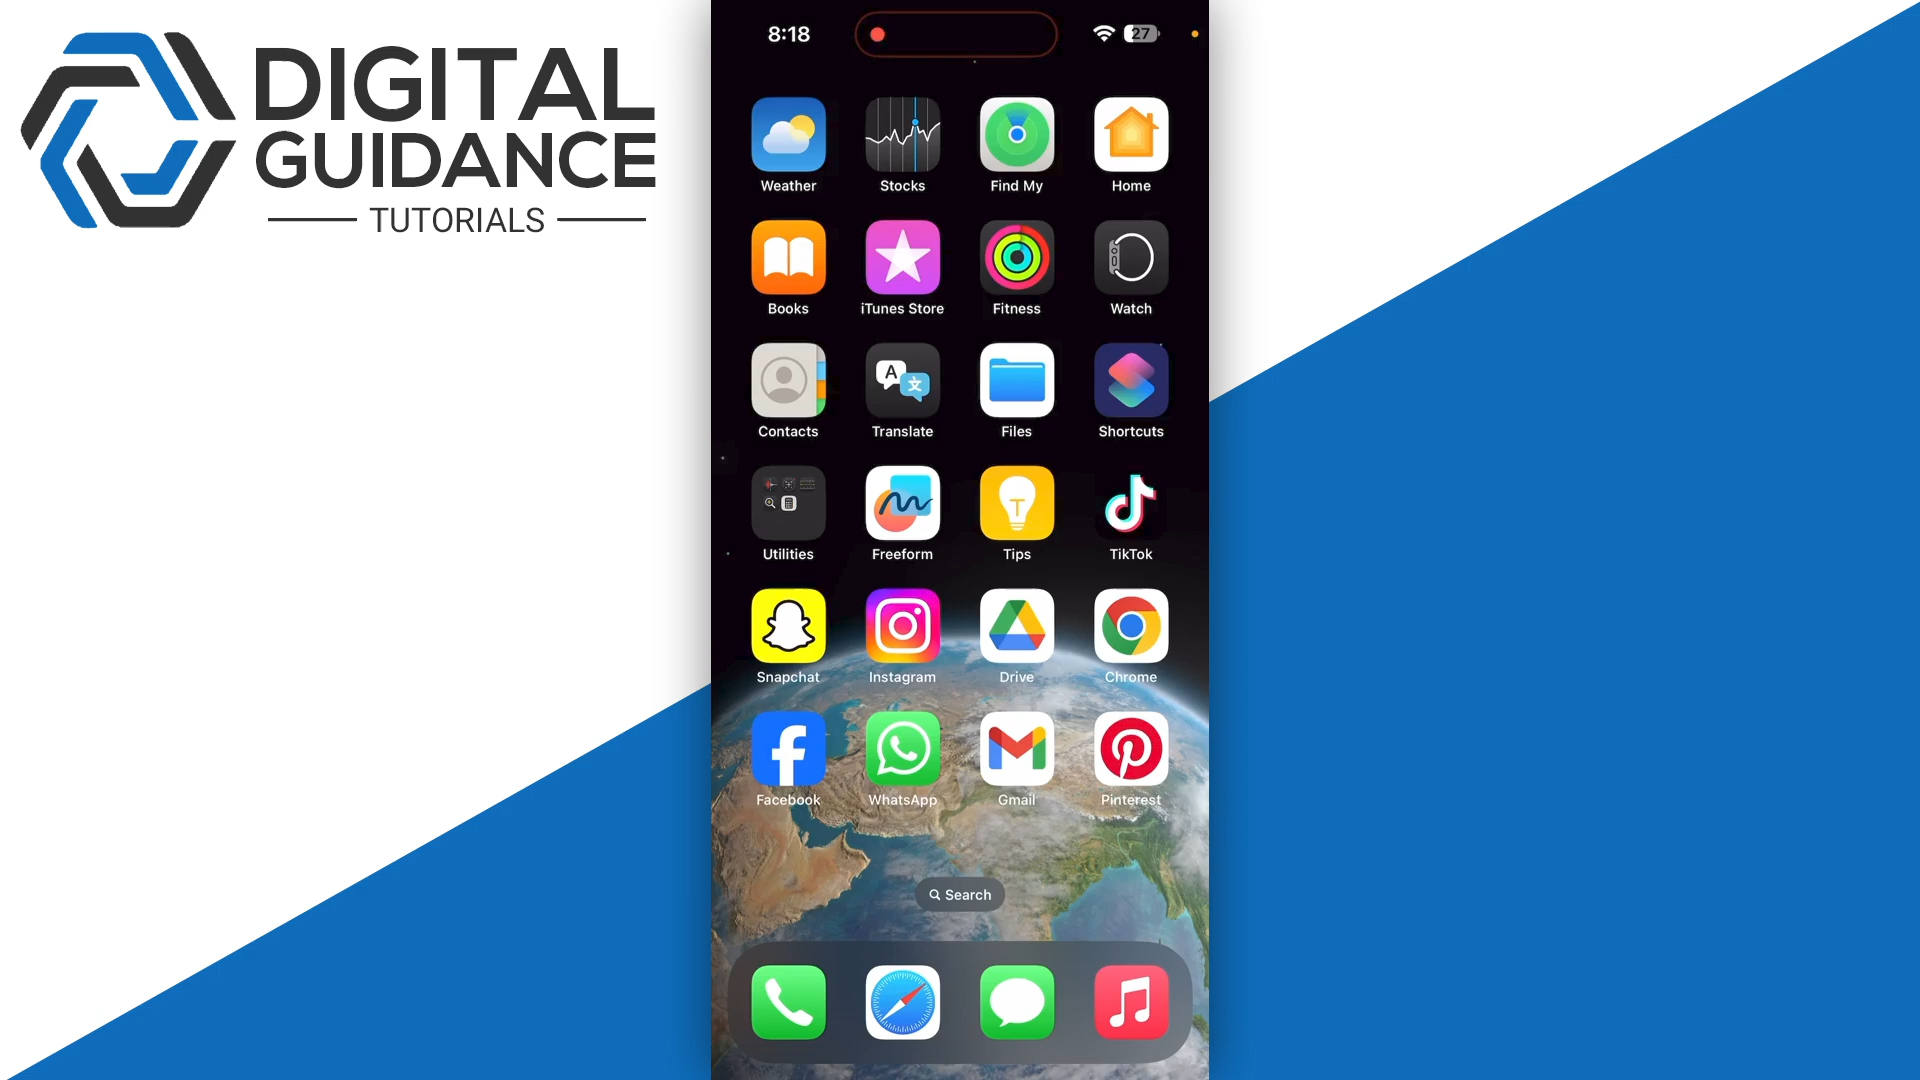 DIGITAL
GUIDANCE
TUTORIALS
8:18
27
Weather
Stocks
Find My
Home
Books
iTunes Store
Fitness
Watch
A
文
Contacts
Translate
Files
Shortcuts
T
Utilities
Freeform
Tips
TikTok
Snapchat
Instagram
Drive
Chrome
Facebook
WhatsApp
Gmail
Pinterest
Search